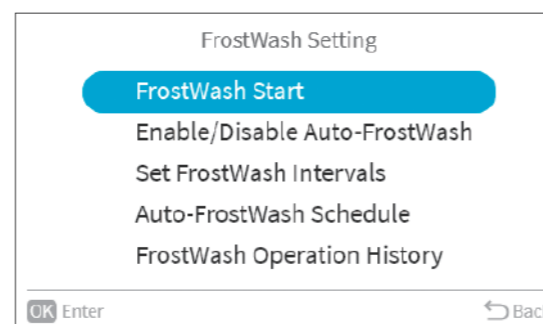 FrostWash Setting
FrostWash Start
Enable/Disable Auto-FrostWash
Set FrostWash Intervals
Auto-FrostWash Schedule
FrostWash Operation History
OK Enter
Back